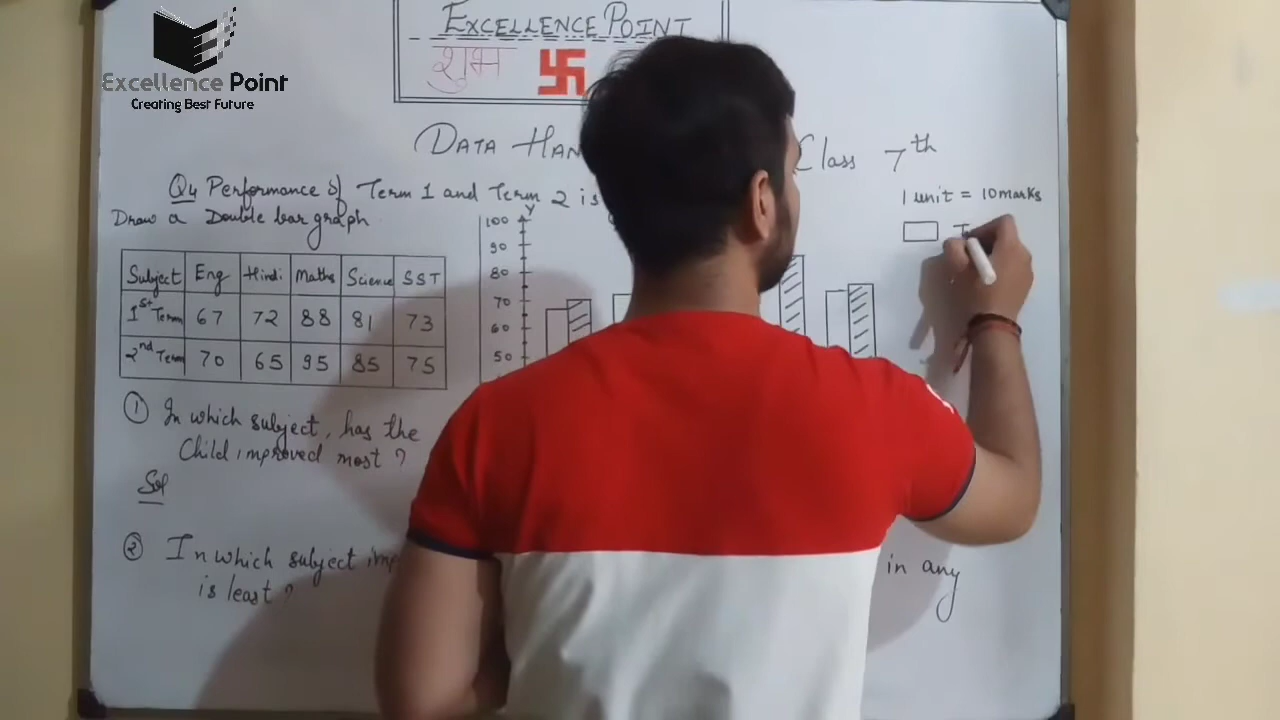 EXCELLENCE POINT
शुभ
Excellence Point
Creating Best Future
DATA HAN
Class 7th
Q4 Performance of Term 1 and Term 2 is
Draw a Double bar graph
1 unit = 10 marks
Subject Eng Hindi Maths Science SST
1st Term 67 72 88 81 73
2nd Term 70 65 95 85 75
Y
100
90
80
70
60
50
① In which subject, has the
Child improved most ?
Sol
② In which subject imp
in any
is least ?